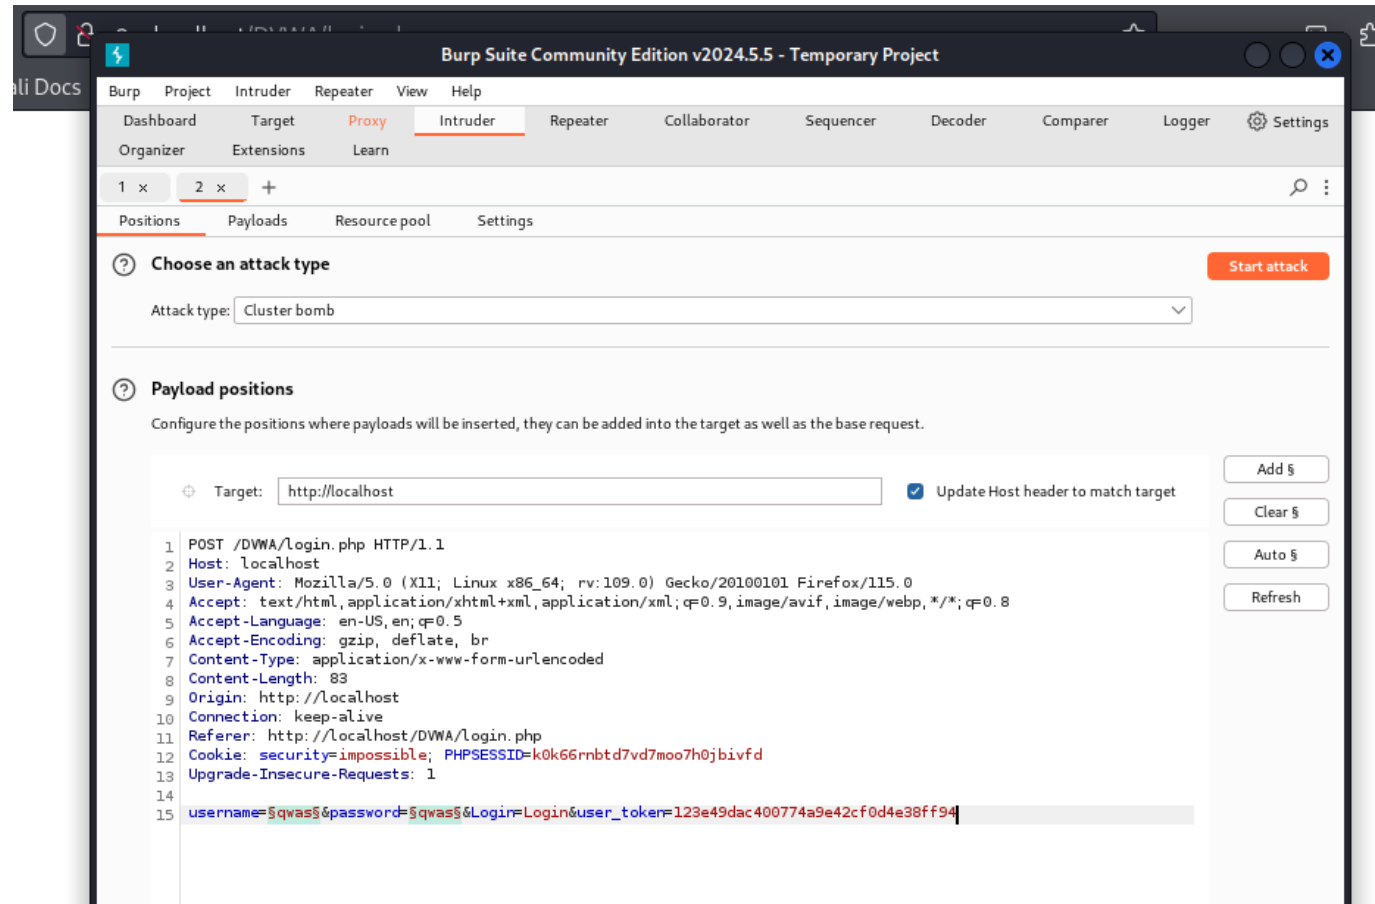 ali Docs
Burp Suite Community Edition v2024.5.5 - Temporary Project
Burp Project Intruder Repeater View Help
Dashboard Target Proxy Intruder Repeater Collaborator Sequencer Decoder Comparer Logger Settings
Organizer Extensions Learn
1 × 2 × +
Positions Payloads Resource pool Settings
? Choose an attack type Start attack
Attack type: Cluster bomb
? Payload positions
Configure the positions where payloads will be inserted, they can be added into the target as well as the base request.
Add §
Target: http://localhost Update Host header to match target
Clear §
Auto §
Refresh
1 POST /DVWA/login.php HTTP/1.1
2 Host: localhost
3 User-Agent: Mozilla/5.0 (X11; Linux x86_64; rv:109.0) Gecko/20100101 Firefox/115.0
4 Accept: text/html,application/xhtml+xml,application/xml;q=0.9,image/avif,image/webp,*/*;q=0.8
5 Accept-Language: en-US,en;q=0.5
6 Accept-Encoding: gzip, deflate, br
7 Content-Type: application/x-www-form-urlencoded
8 Content-Length: 83
9 Origin: http://localhost
10 Connection: keep-alive
11 Referer: http://localhost/DVWA/login.php
12 Cookie: security=impossible; PHPSESSID=k0k66rnbtd7vd7moo7h0jbivfd
13 Upgrade-Insecure-Requests: 1
14
15 username=§qwas§&password=§qwas§&Login=Login&user_token=123e49dac400774a9e42cf0d4e38ff94